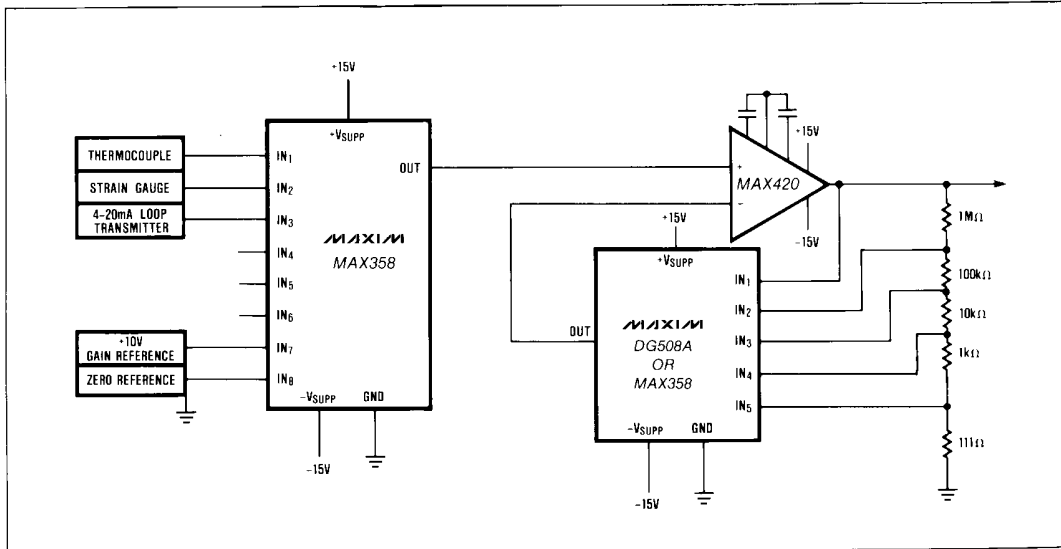 +15V
+VSUPP
THERMOCOUPLE
STRAIN GAUGE
4-20mA LOOP
TRANSMITTER
+10V
GAIN REFERENCE
ZERO REFERENCE
IN1
IN2
IN3
IN4
IN5
IN6
IN7
IN8
OUT
MAXIM
MAX358
-VSUPP
GND
-15V
+
-
MAX420
+15V
-15V
+15V
+VSUPP
OUT
MAXIM
DG508A
OR
MAX358
IN1
IN2
IN3
IN4
IN5
-VSUPP
GND
-15V
1MΩ
100kΩ
10kΩ
1kΩ
111Ω